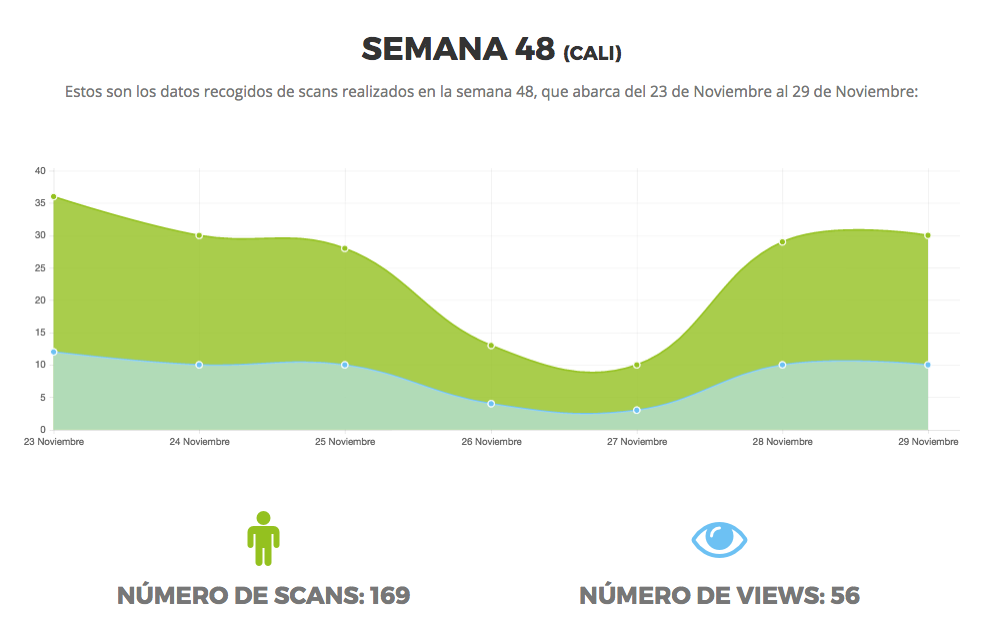 SEMANA 48 (CALI)
Estos son los datos recogidos de scans realizados en la semana 48, que abarca del 23 de Noviembre al 29 de Noviembre:
40
35
30
25
20
15
10
5
0
23 Noviembre 24 Noviembre 25 Noviembre 26 Noviembre 27 Noviembre 28 Noviembre 29 Noviembre
NÚMERO DE SCANS: 169 NÚMERO DE VIEWS: 56